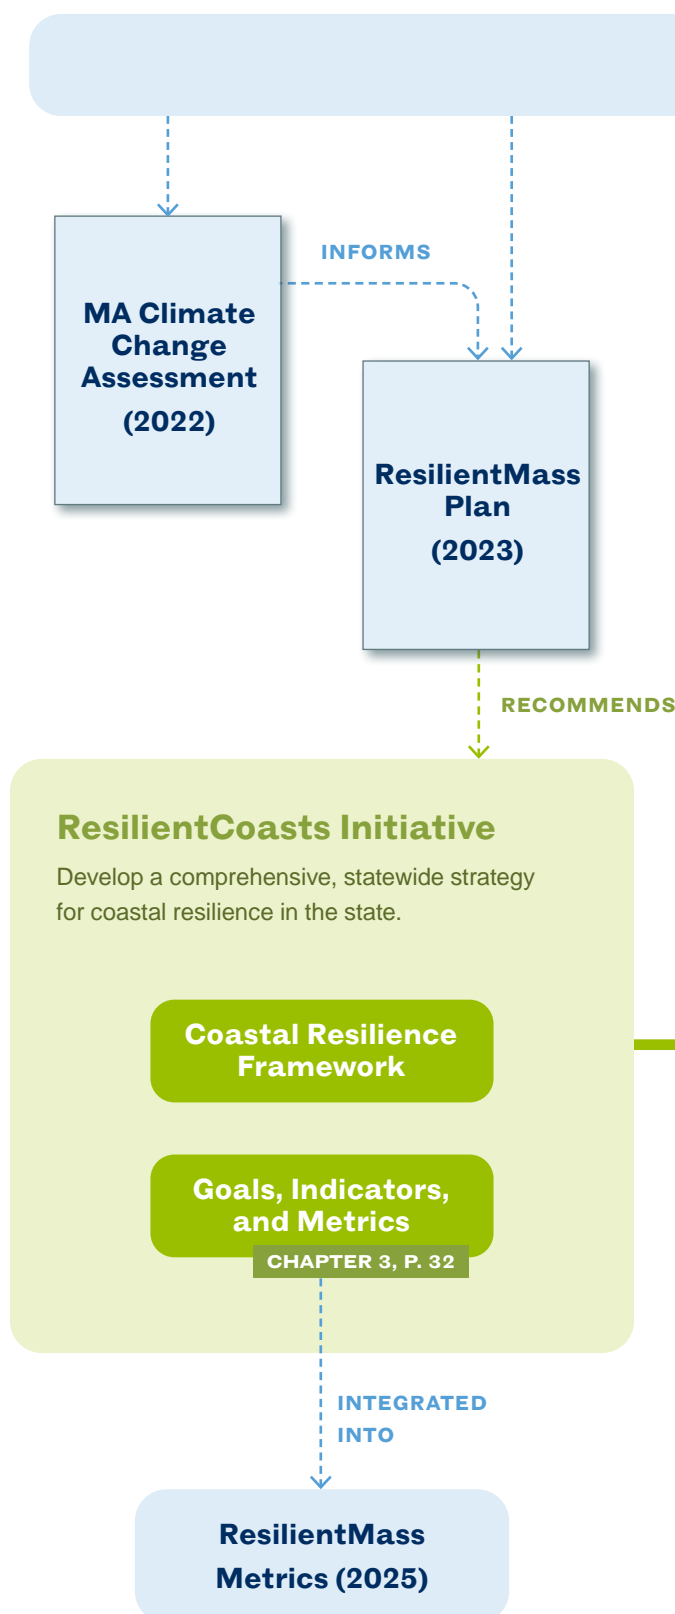 INFORMS
MA Climate
Change
Assessment
(2022)
ResilientMass
Plan
(2023)
RECOMMENDS
ResilientCoasts Initiative
Develop a comprehensive, statewide strategy
for coastal resilience in the state.
Coastal Resilience
Framework
Goals, Indicators,
and Metrics
CHAPTER 3, P. 32
INTEGRATED
INTO
ResilientMass
Metrics (2025)